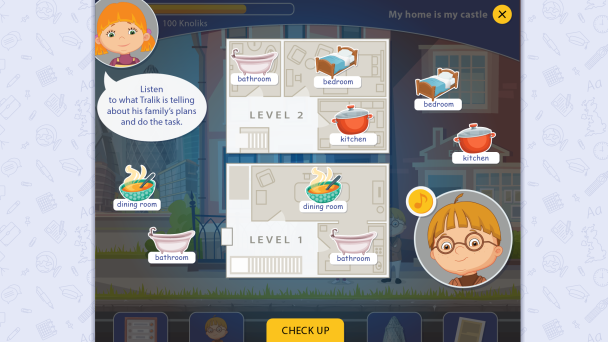 100 Knoliks
My home is my castle
Listen
to what Tralik is telling
about his family's plans
and do the task.
bathroom
bedroom
LEVEL 2
kitchen
bedroom
kitchen
dining room
dining room
LEVEL 1
bathroom
bathroom
CHECK UP